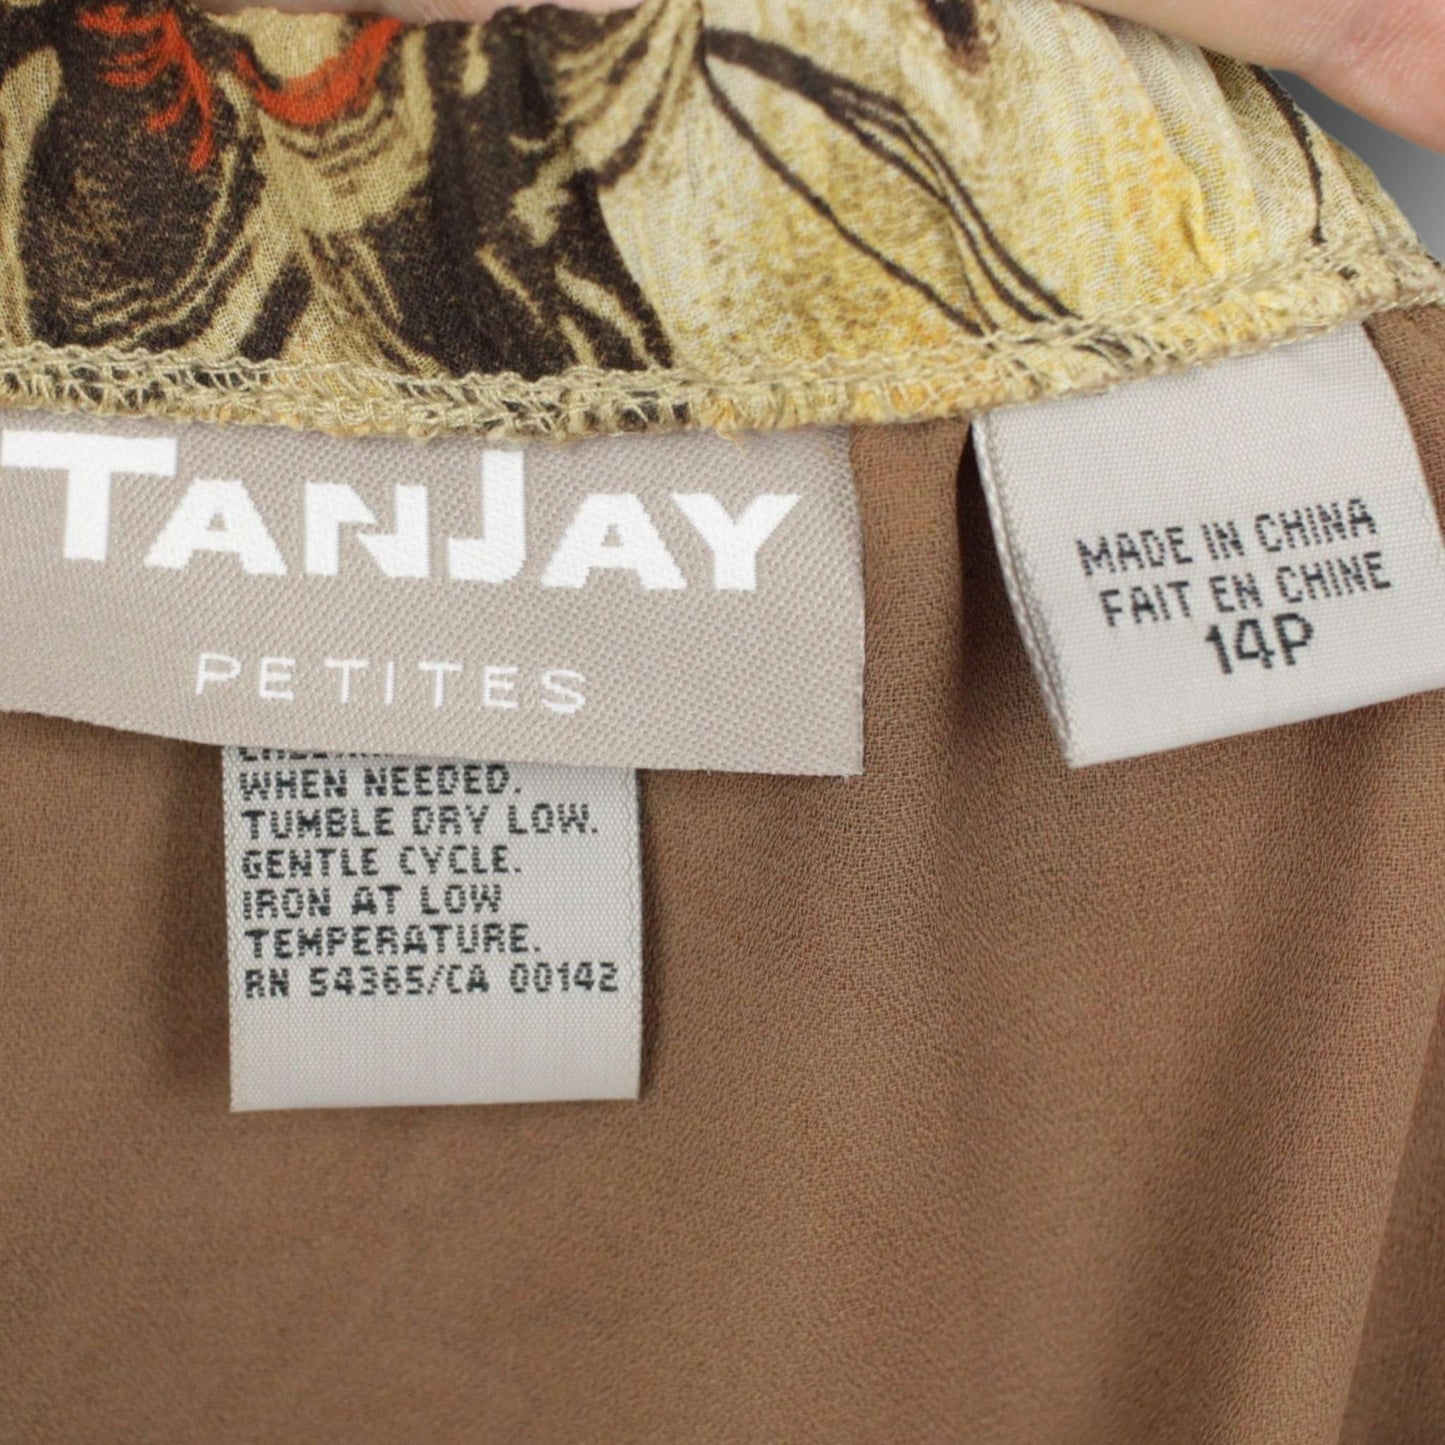 TANJAY
PETITES
MADE IN CHINA
FAIT EN CHINE
14P
WHEN NEEDED.
TUMBLE DRY LOW.
GENTLE CYCLE.
IRON AT LOW
TEMPERATURE.
RN 54365/CA 00142